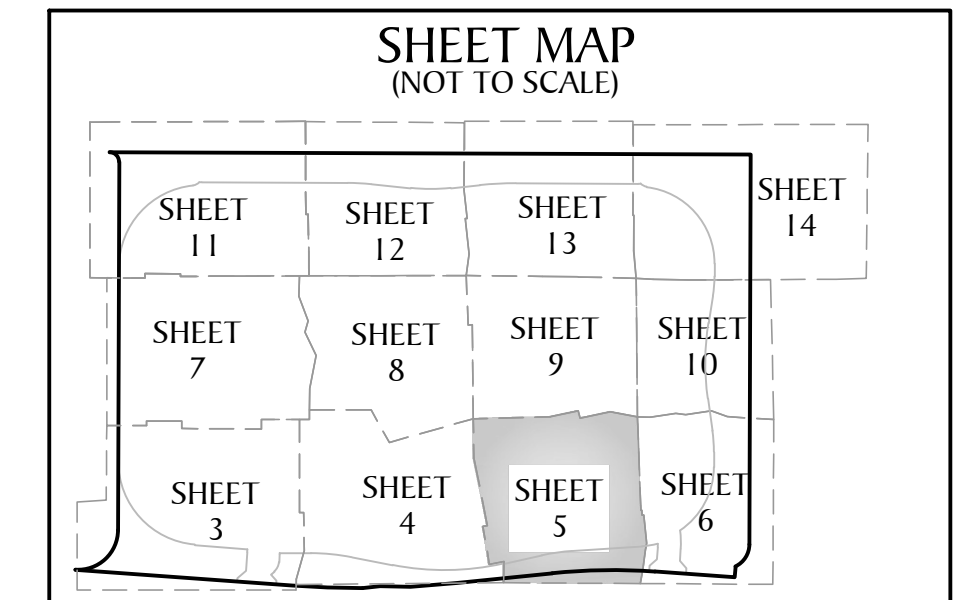 SHEET MAP
(NOT TO SCALE)
SHEET
11
SHEET
12
SHEET
13
SHEET
14
SHEET
7
SHEET
8
SHEET
9
SHEET
10
SHEET
3
SHEET
4
SHEET
5
SHEET
6